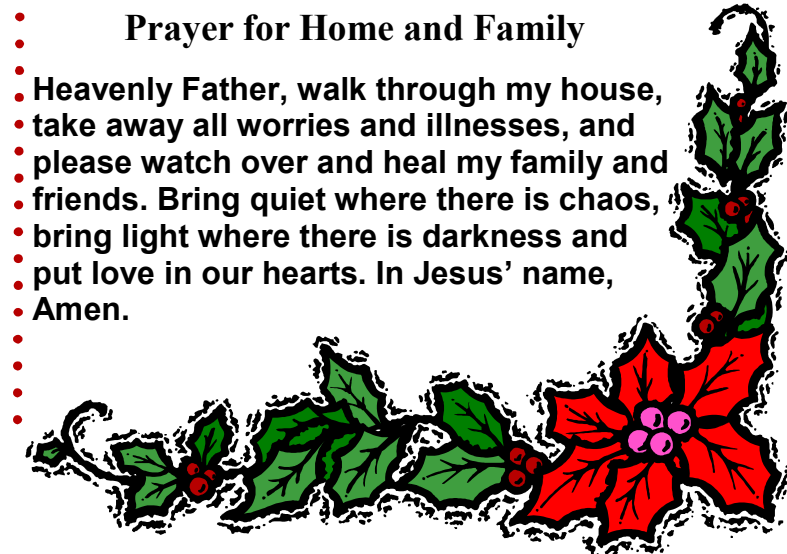 Prayer for Home and Family
Heavenly Father, walk through my house,
take away all worries and illnesses, and
please watch over and heal my family and
friends. Bring quiet where there is chaos,
bring light where there is darkness and
put love in our hearts. In Jesus’ name,
Amen.